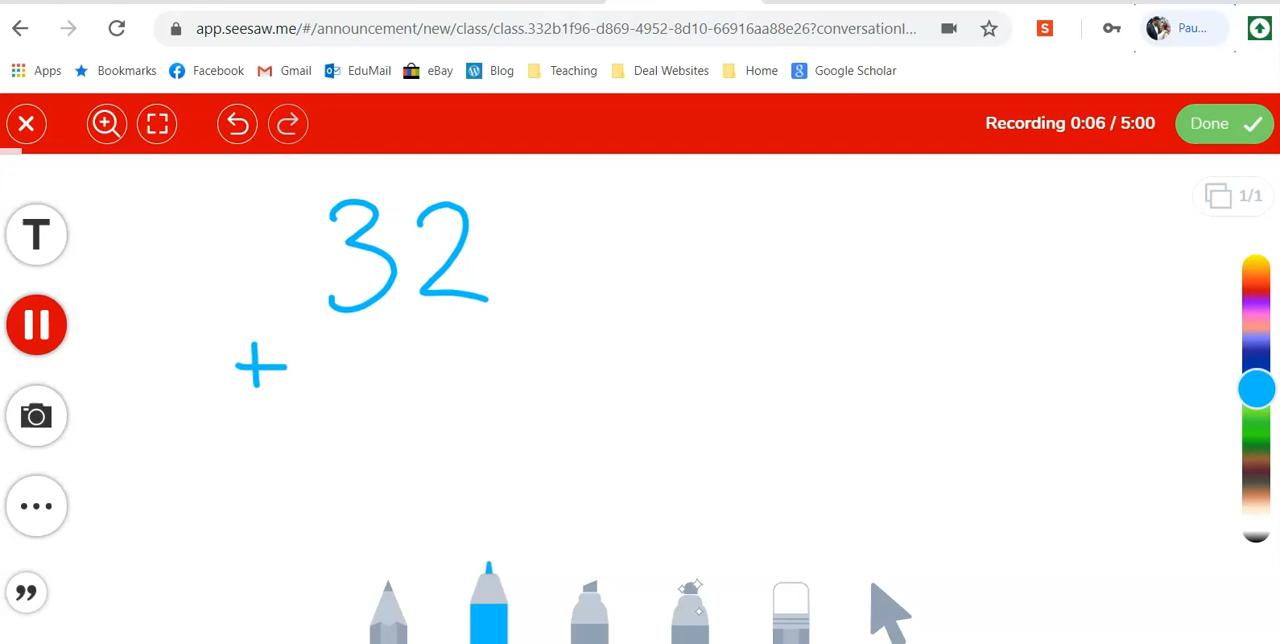 app.seesaw.me/#/announcement/new/class/class.332b1f96-d869-4952-8d10-66916aa88e26?conversationI...
S
Pau...
Apps Bookmarks Facebook Gmail EduMail eBay Blog Teaching Deal Websites Home Google Scholar
Recording 0:06 / 5:00 Done
1/1
T
32
+